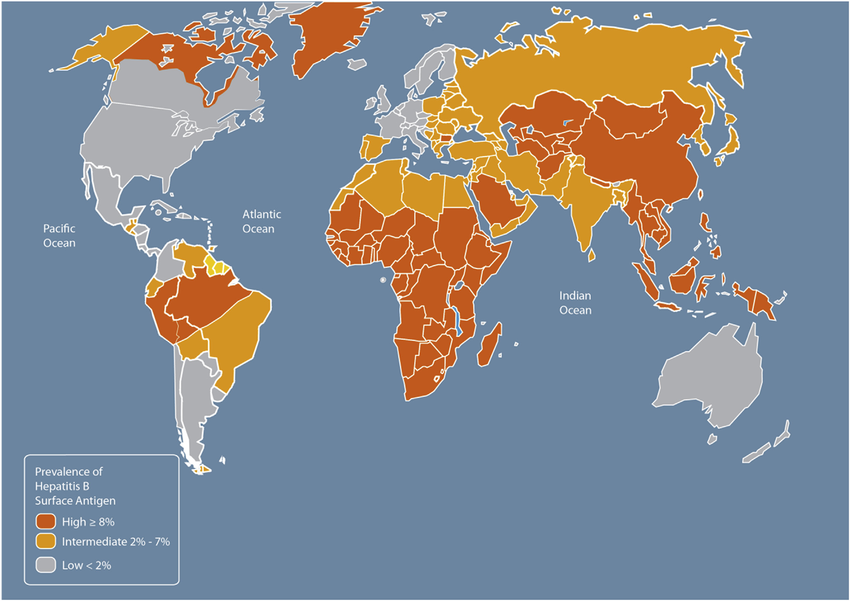 Pacific
Ocean
Atlantic
Ocean
Indian
Ocean
Prevalence of
Hepatitis B
Surface Antigen
High ≥ 8%
Intermediate 2% - 7%
Low < 2%